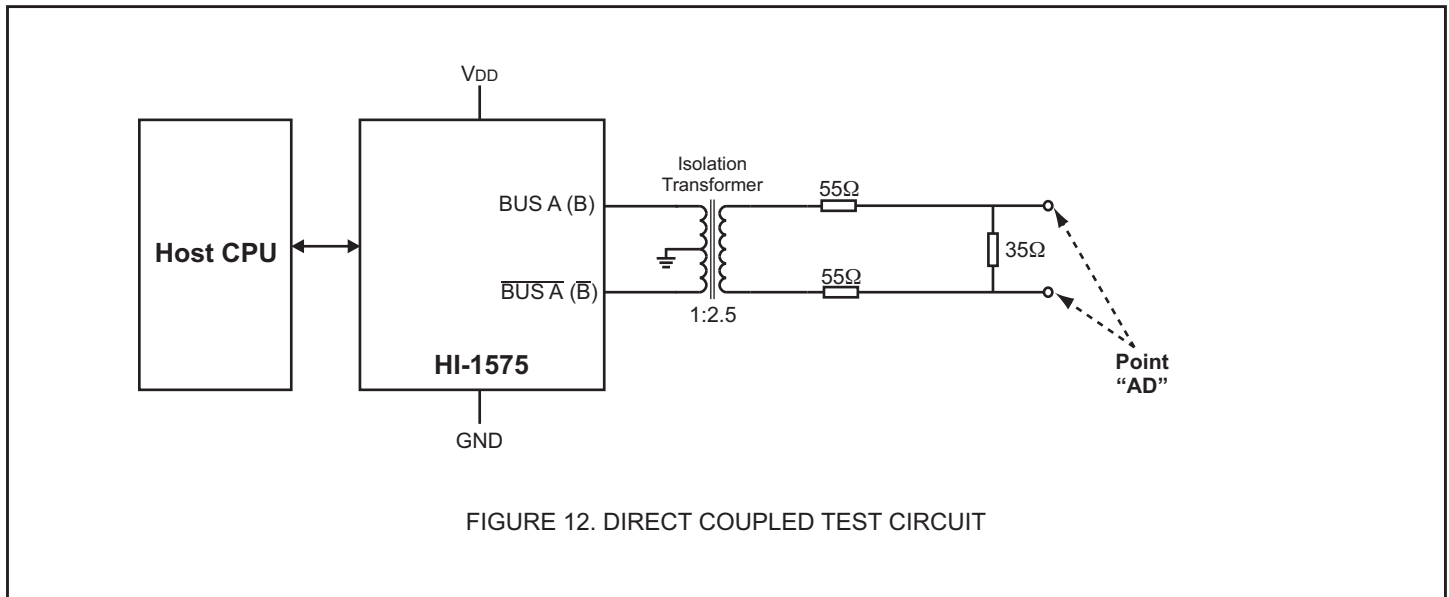 VDD
Isolation
Transformer
55Ω
BUS A (B)
Host CPU
35Ω
BUS A (B)
55Ω
1:2.5
HI-1575
Point
“AD”
GND
FIGURE 12. DIRECT COUPLED TEST CIRCUIT